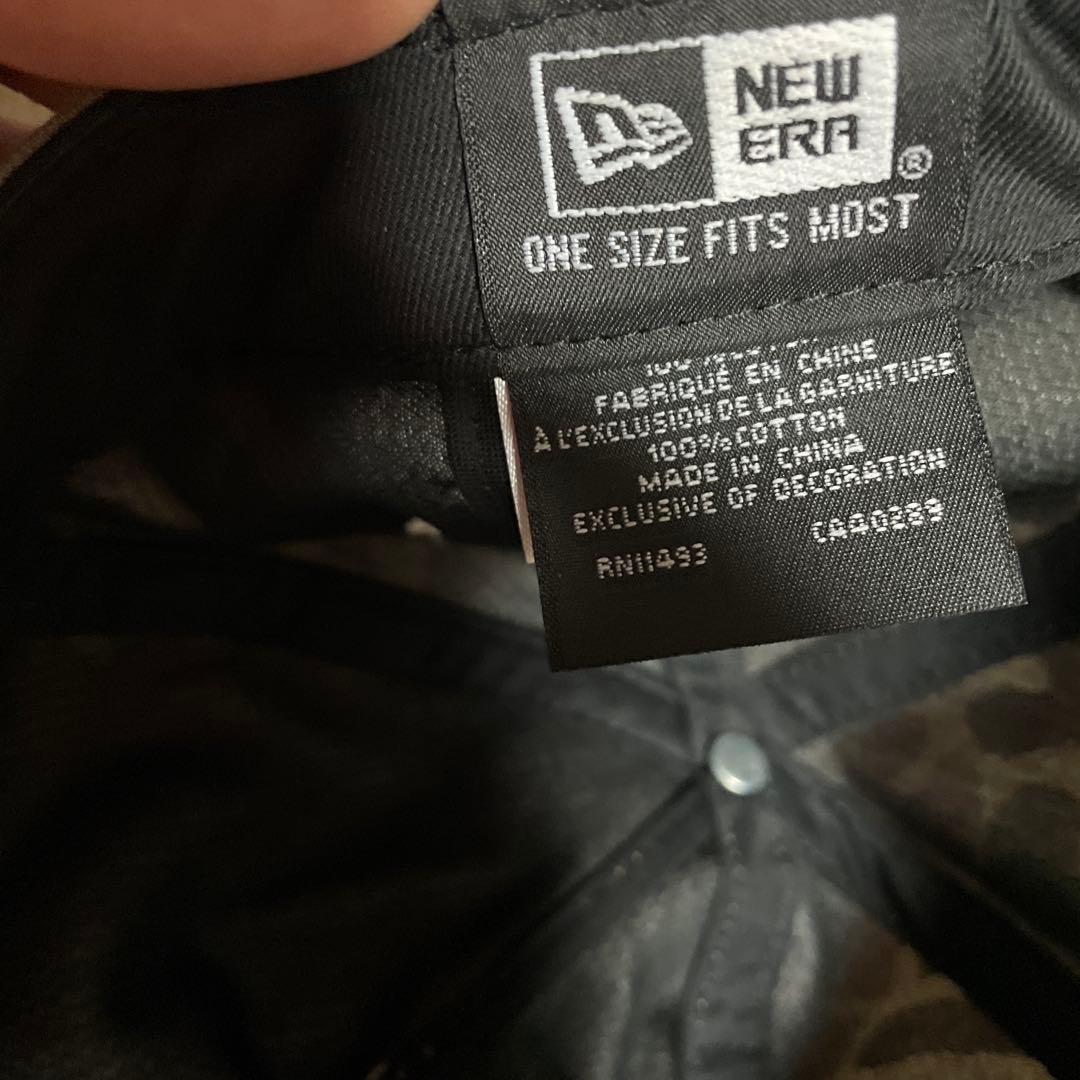 NE
NEW
ERA
®
ONE SIZE FITS MOST
FABRIQUÉ EN CHINE
À L'EXCLUSION DE LA GARNITURE
100% COTTON
MADE IN CHINA
EXCLUSIVE OF DECORATION
RN11493 CA40289